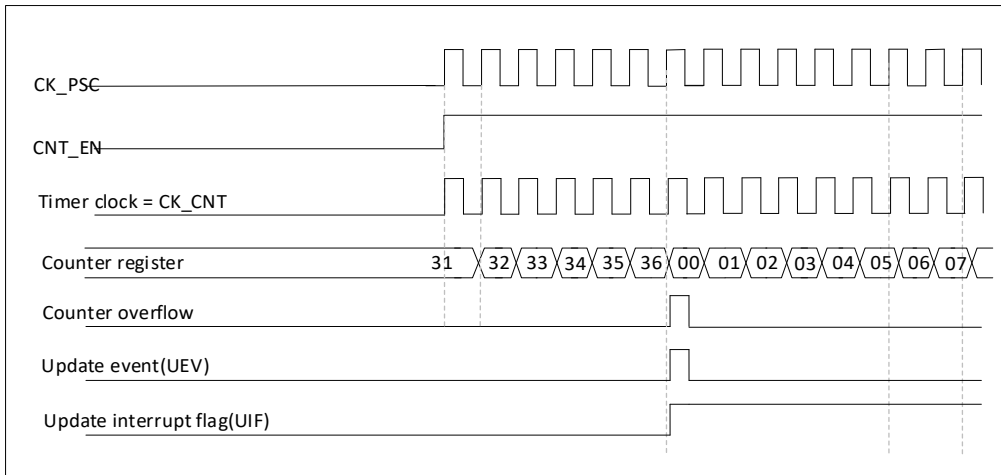 CK_PSC
CNT_EN
Timer clock = CK_CNT
Counter register 31 32 33 34 35 36 00 01 02 03 04 05 06 07
Counter overflow
Update event(UEV)
Update interrupt flag(UIF)